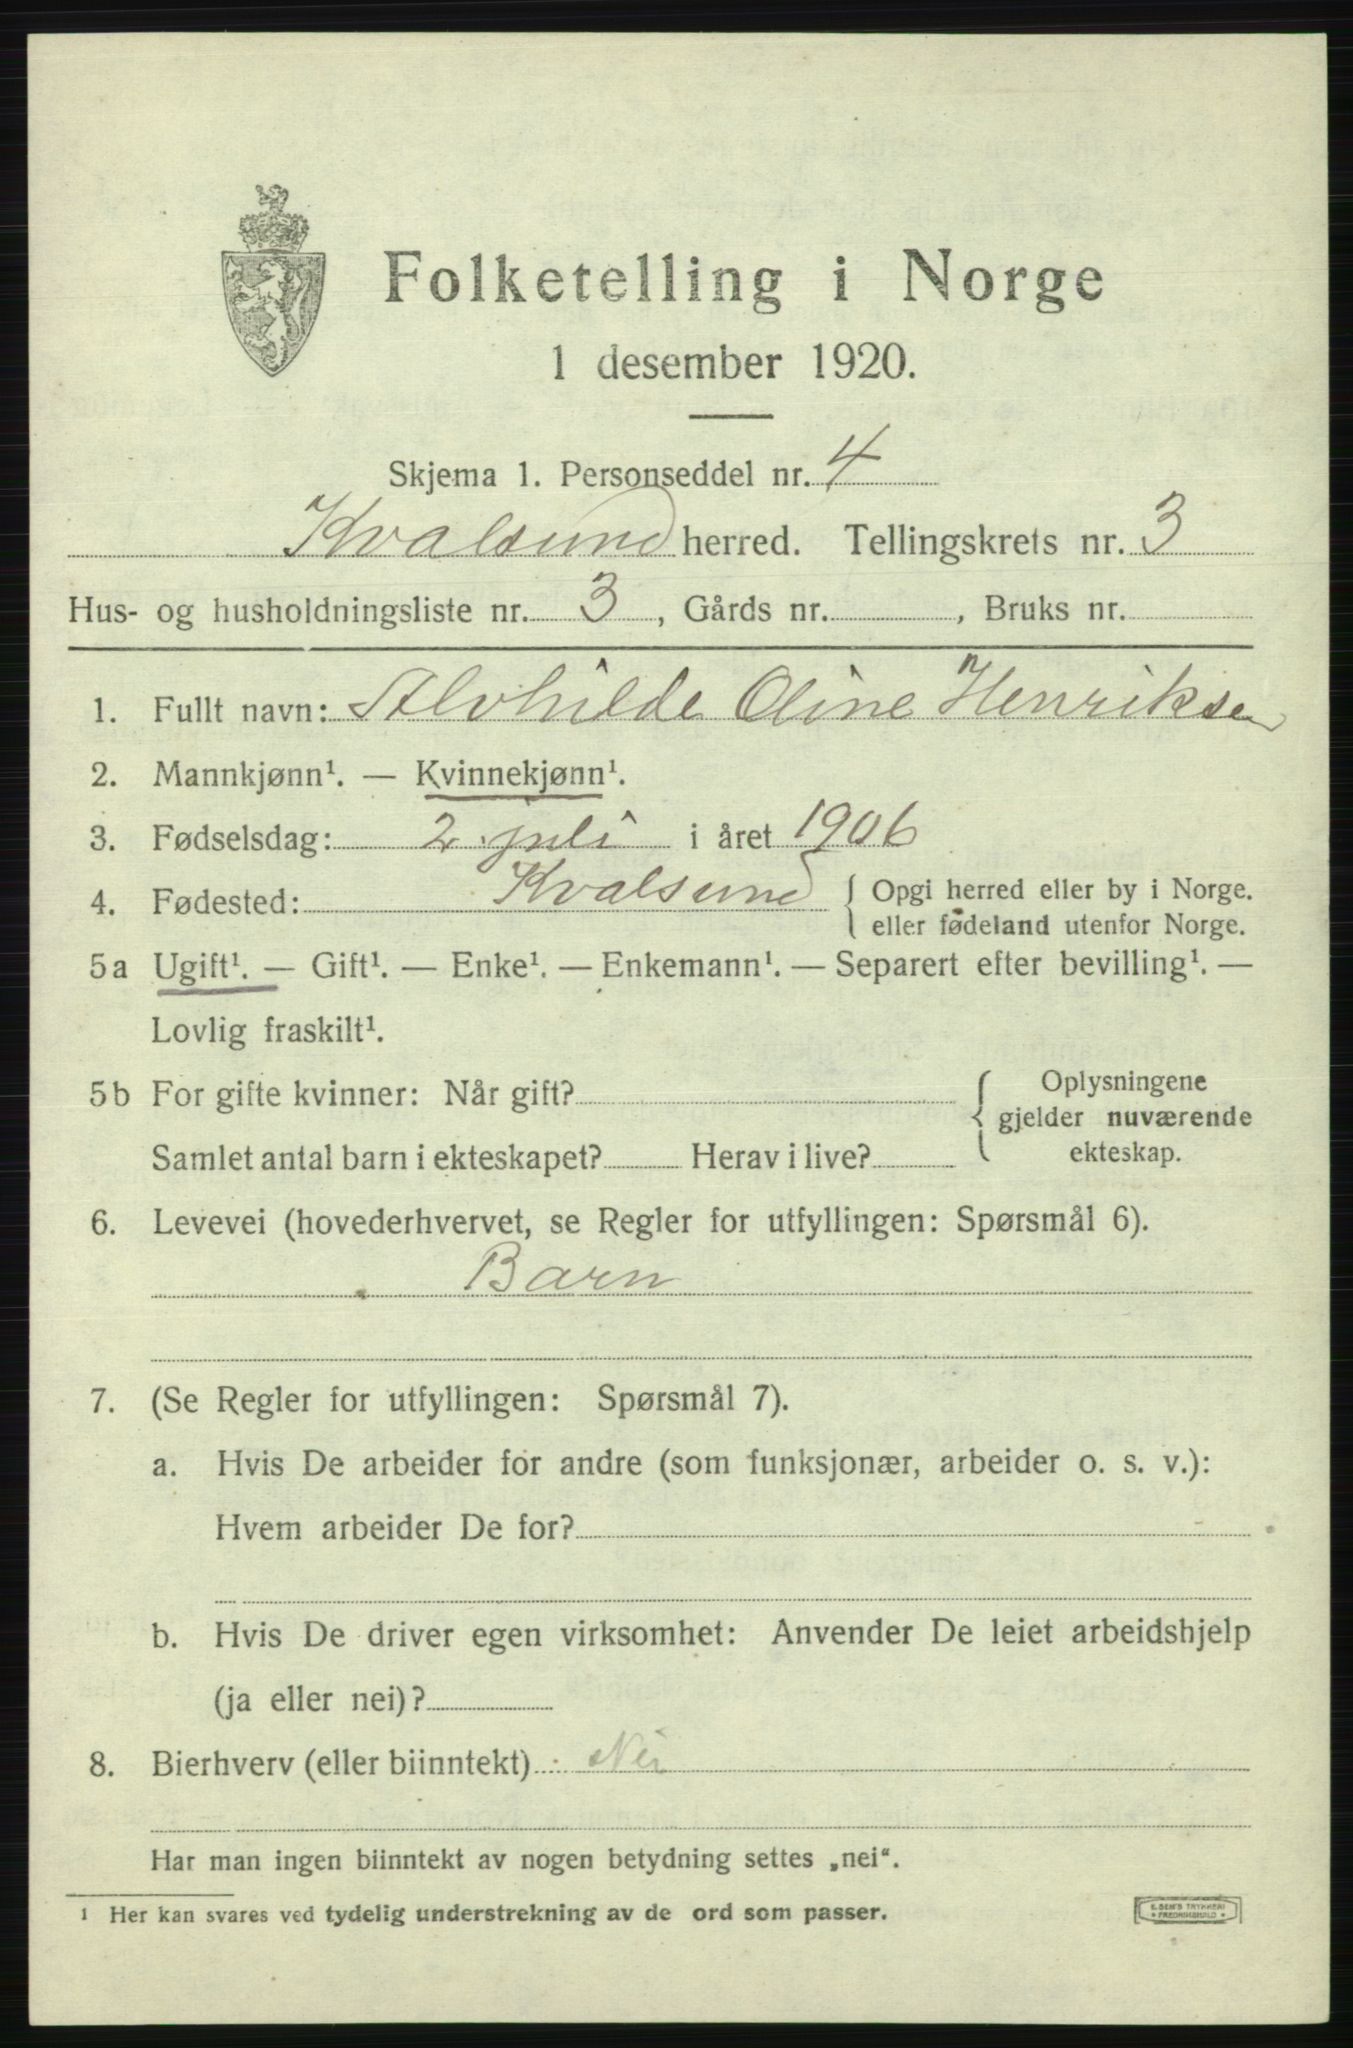 Folketelling i Norge
1 desember 1920.
Skjema 1. Personseddel nr. 4
Kvalsund herred. Tellingskrets nr. 3
Hus- og husholdningsliste nr. 3, Gårds nr. , Bruks nr.
1. Fullt navn: Alvhilde Oline Henriksen
2. Mannkjønn¹. — Kvinnekjønn¹.
3. Fødselsdag: 2. juli i året 1906
4. Fødested: Kvalsund { Opgi herred eller by i Norge.
eller fødeland utenfor Norge.
5a Ugift¹. — Gift¹. — Enke¹. — Enkemann¹. — Separert efter bevilling¹. —
Lovlig fraskilt¹.
5b For gifte kvinner: Når gift? { Oplysningene
gjelder nuværende
ekteskap.
Samlet antal barn i ekteskapet? Herav i live?
6. Levevei (hovederhvervet, se Regler for utfyllingen: Spørsmål 6).
Barn
7. (Se Regler for utfyllingen: Spørsmål 7).
a. Hvis De arbeider for andre (som funksjonær, arbeider o. s. v.):
Hvem arbeider De for?
b. Hvis De driver egen virksomhet: Anvender De leiet arbeidshjelp
(ja eller nei)?
8. Bierhverv (eller biinntekt) Nei
Har man ingen biinntekt av nogen betydning settes „nei“.
1 Her kan svares ved tydelig understrekning av de ord som passer.
E. SEM'S TRYKKERI
FREDRIKSHALD